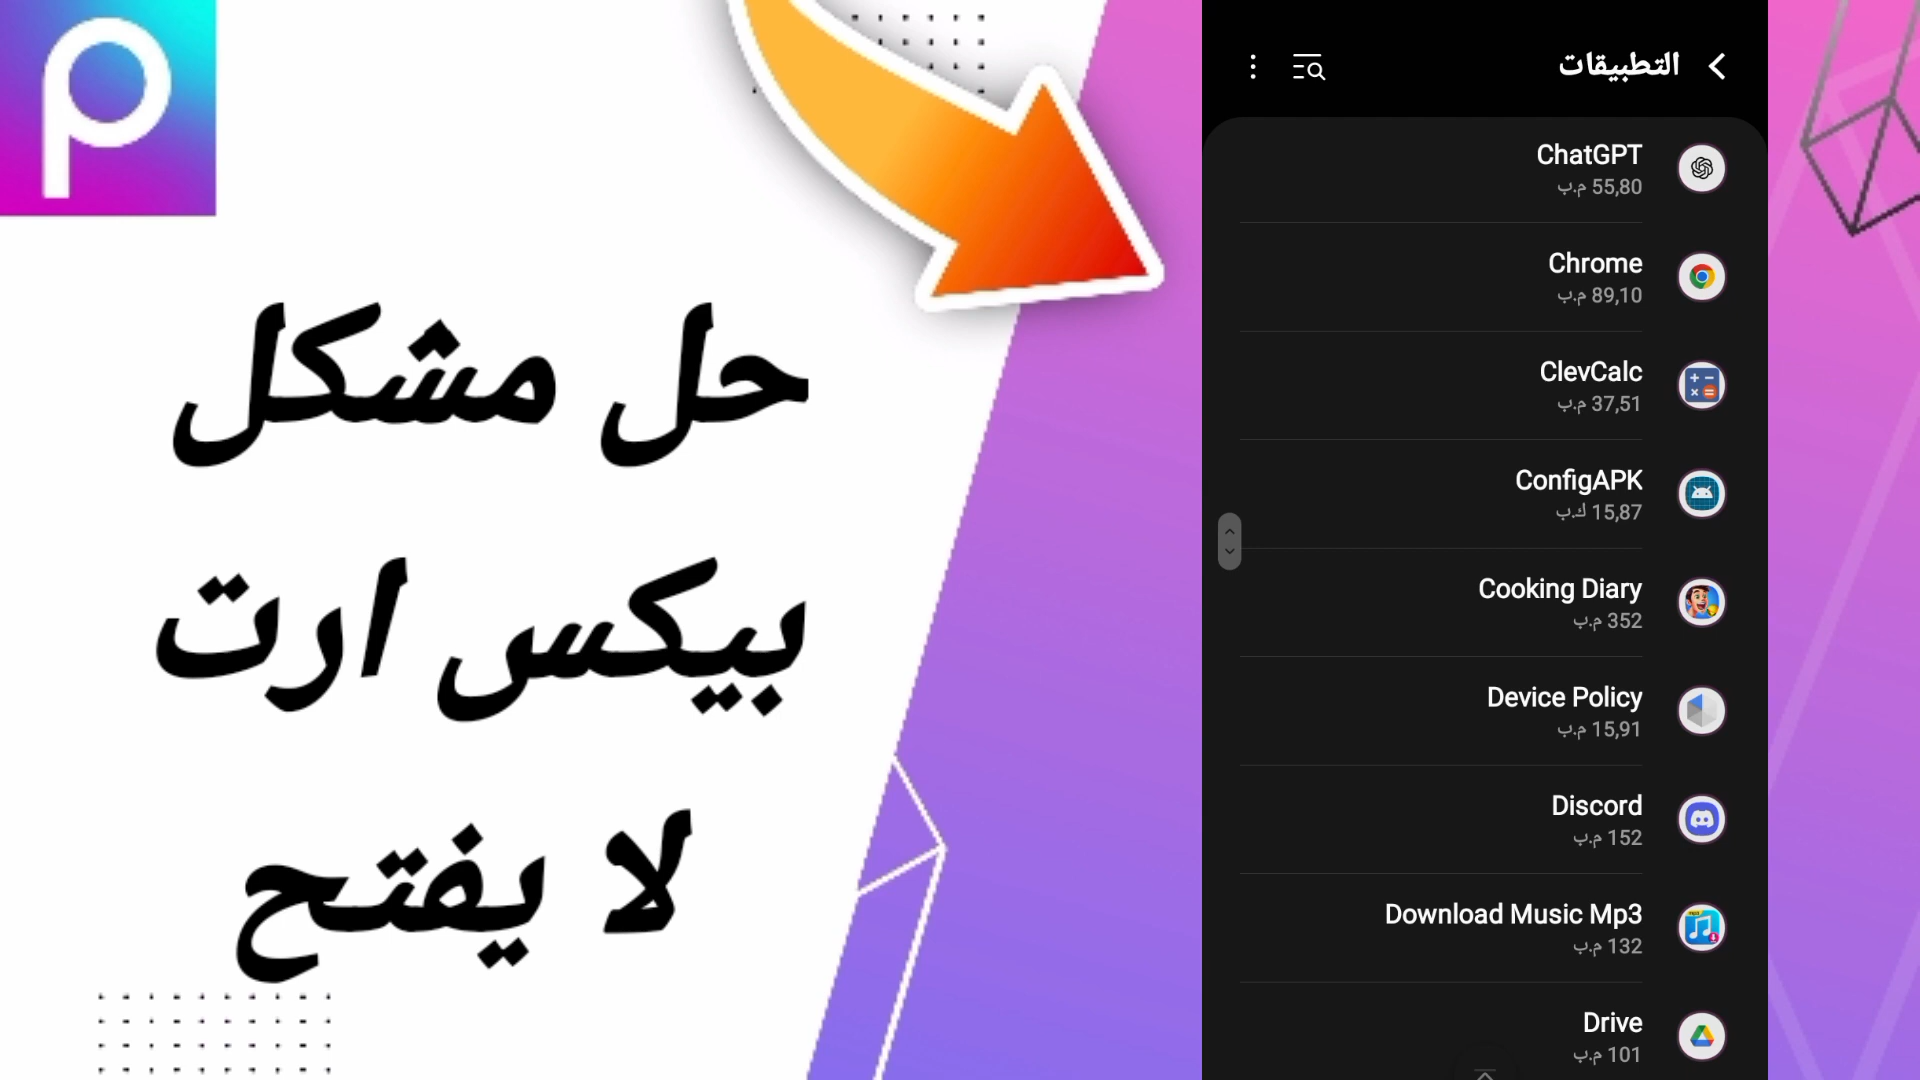 حل مشكل
بيكس ارت
لا يفتح
التطبيقات
ChatGPT
55,80 م.ب
Chrome
89,10 م.ب
ClevCalc
37,51 م.ب
ConfigAPK
15,87 ك.ب
Cooking Diary
352 م.ب
Device Policy
15,91 م.ب
Discord
152 م.ب
Download Music Mp3
132 م.ب
Drive
101 م.ب